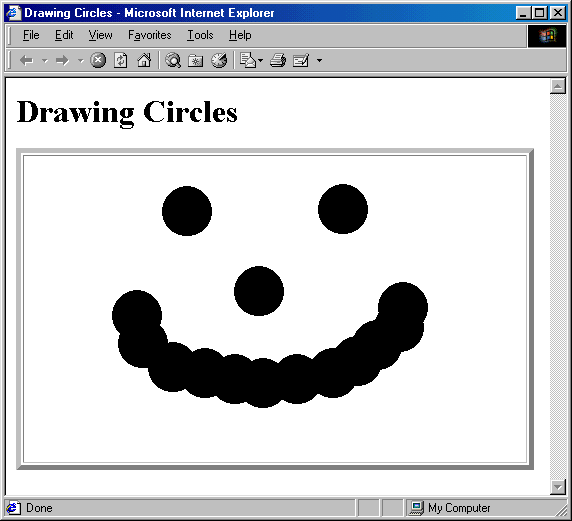 Drawing Circles - Microsoft Internet Explorer
File Edit View Favorites Tools Help
Drawing Circles
Done My Computer